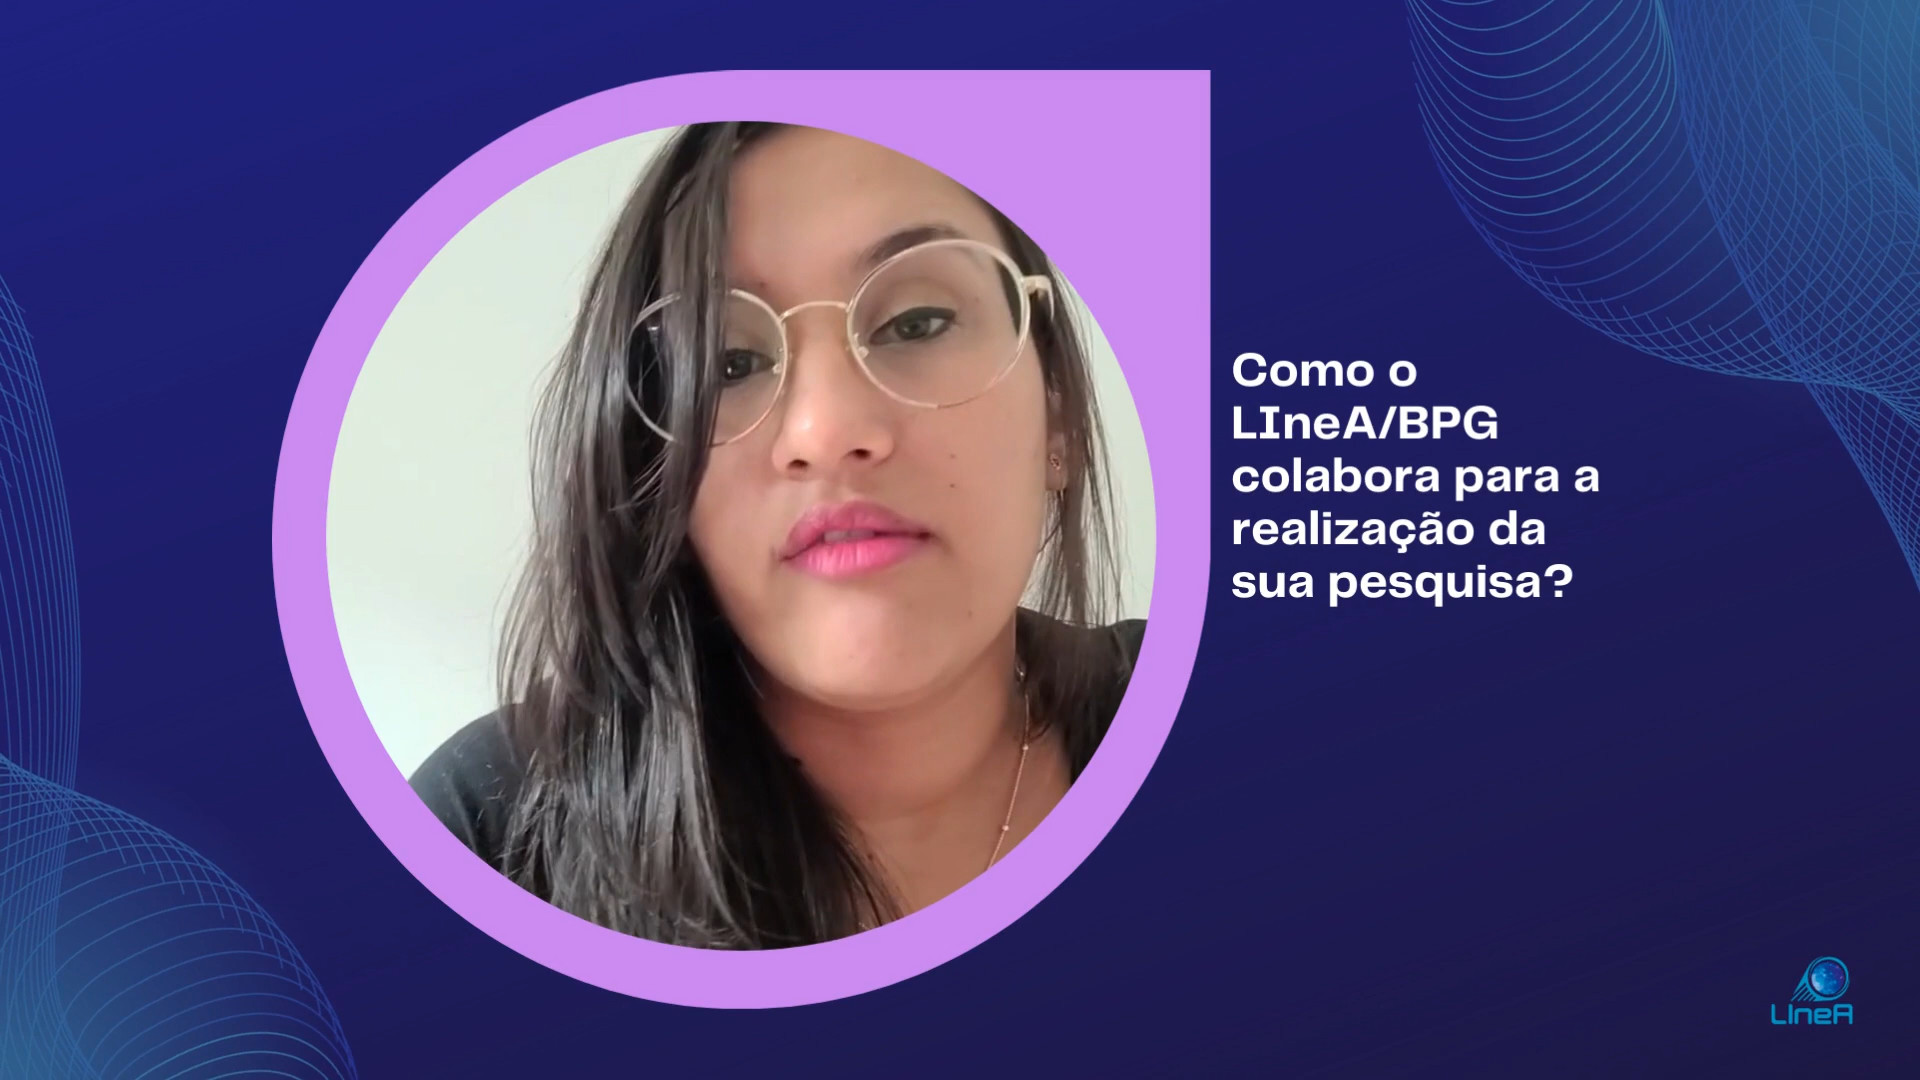 Como o
LIneA/BPG
colabora para a
realização da
sua pesquisa?
LIneA